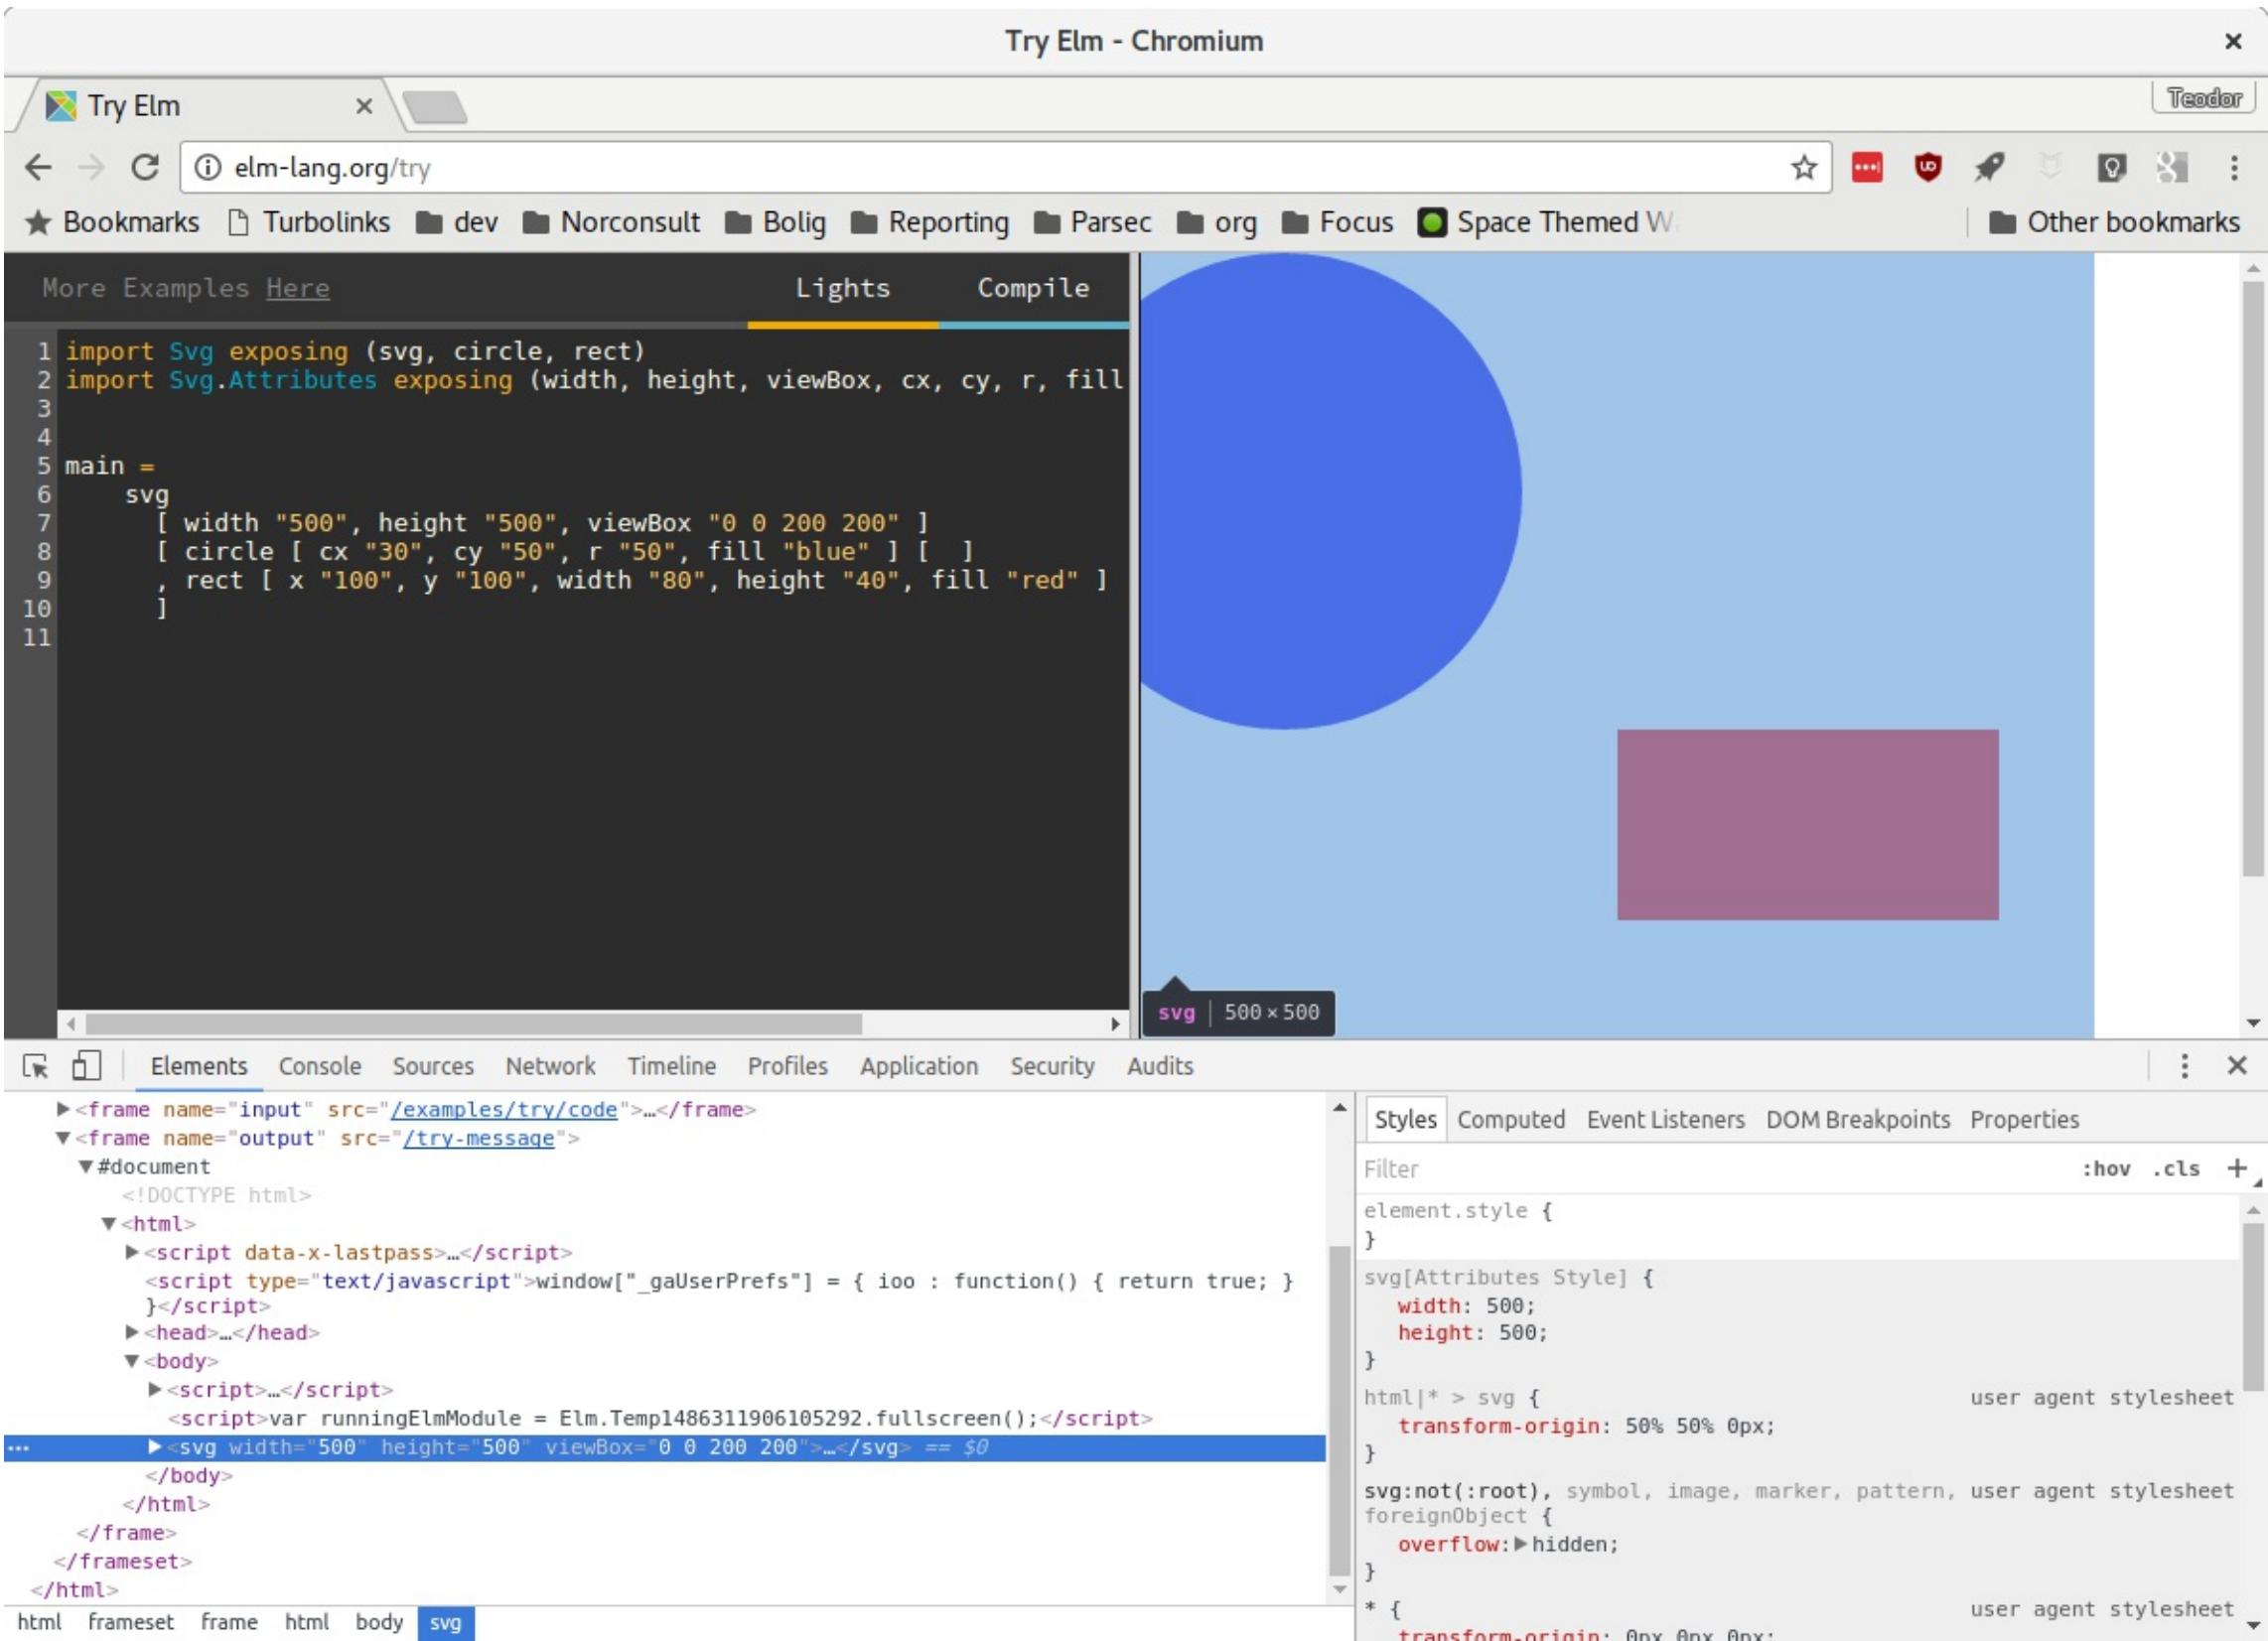 Try Elm - Chromium
Try Elm
Teodor
elm-lang.org/try
Bookmarks Turbolinks dev Norconsult Bolig Reporting Parsec org Focus Space Themed W Other bookmarks
More Examples Here Lights Compile
1 import Svg exposing (svg, circle, rect)
2 import Svg.Attributes exposing (width, height, viewBox, cx, cy, r, fill
3
4
5 main =
6     svg
7       [ width "500", height "500", viewBox "0 0 200 200" ]
8       [ circle [ cx "30", cy "50", r "50", fill "blue" ] [  ]
9       , rect [ x "100", y "100", width "80", height "40", fill "red" ]
10       ]
11
svg 500 × 500
Elements Console Sources Network Timeline Profiles Application Security Audits
<frame name="input" src="/examples/try/code">…</frame>
<frame name="output" src="/try-message">
#document
<!DOCTYPE html>
<html>
<script data-x-lastpass>…</script>
<script type="text/javascript">window["_gaUserPrefs"] = { ioo : function() { return true; }
}</script>
<head>…</head>
<body>
<script>…</script>
<script>var runningElmModule = Elm.Temp1486311906105292.fullscreen();</script>
… <svg width="500" height="500" viewBox="0 0 200 200">…</svg> == $0
</body>
</html>
</frame>
</frameset>
</html>
html frameset frame html body svg
Styles Computed Event Listeners DOM Breakpoints Properties
Filter :hov .cls +
element.style {
}
svg[Attributes Style] {
width: 500;
height: 500;
}
html|* > svg { user agent stylesheet
transform-origin: 50% 50% 0px;
}
svg:not(:root), symbol, image, marker, pattern, user agent stylesheet
foreignObject {
overflow: hidden;
}
* { user agent stylesheet
transform-origin: 0px 0px 0px;